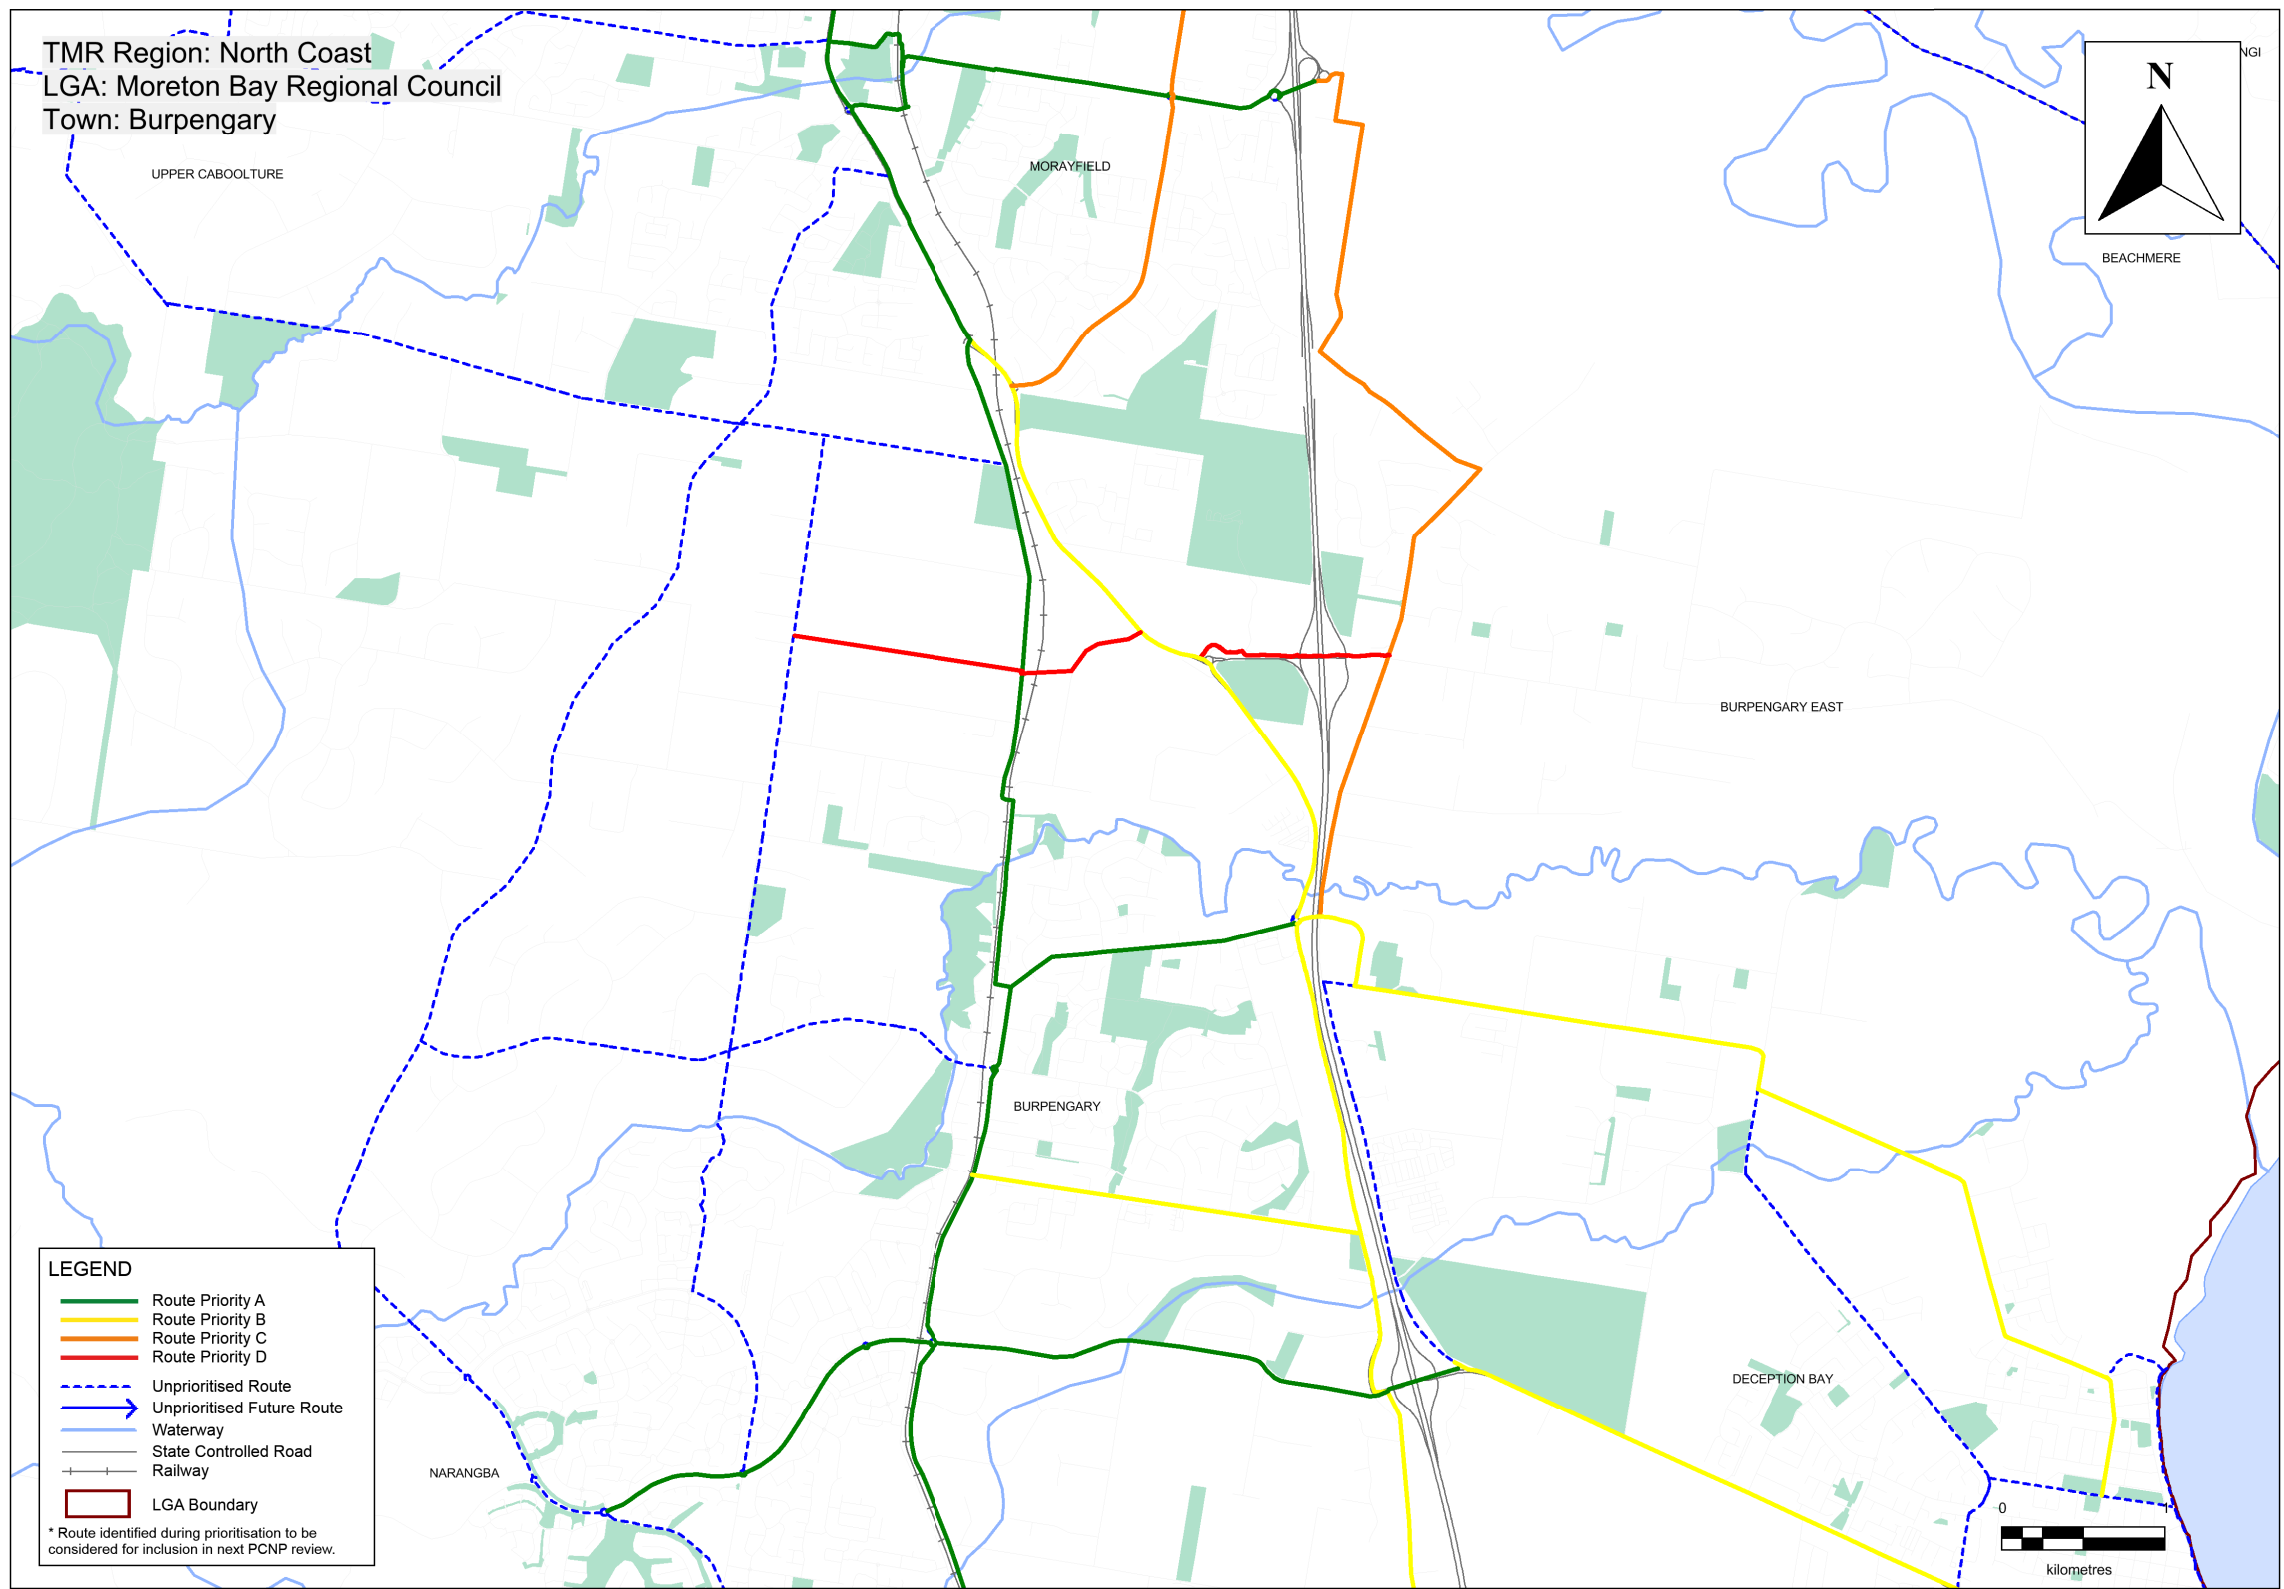 TMR Region: North Coast
LGA: Moreton Bay Regional Council
Town: Burpengary
NGI
N
UPPER CABOOLTURE
MORAYFIELD
BEACHMERE
BURPENGARY EAST
BURPENGARY
DECEPTION BAY
NARANGBA
LEGEND
Route Priority A
Route Priority B
Route Priority C
Route Priority D
Unprioritised Route
Unprioritised Future Route
Waterway
State Controlled Road
Railway
LGA Boundary
* Route identified during prioritisation to be
considered for inclusion in next PCNP review.
0 1
kilometres